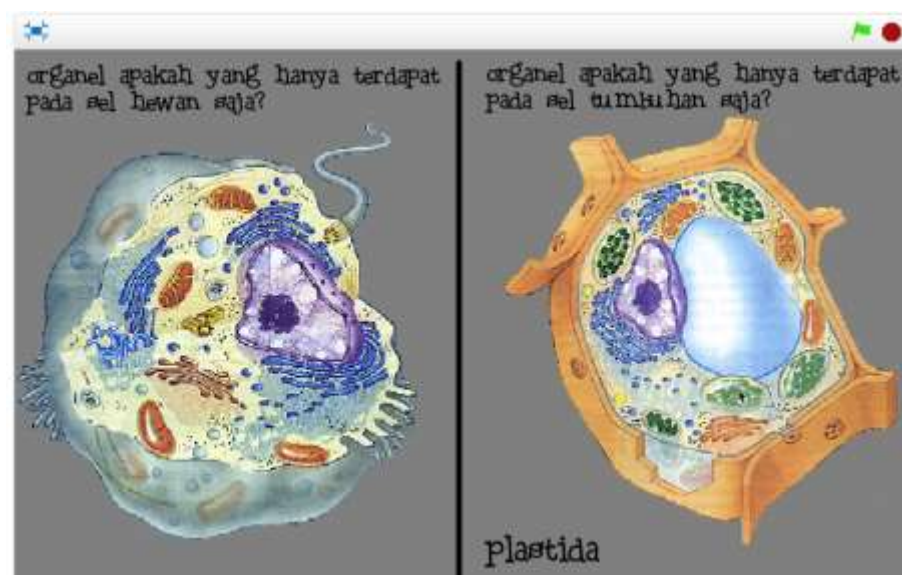 organel apakah yang hanya terdapat
pada sel hewan saja?
organel apakah yang hanya terdapat
pada sel tumbuhan saja?
plastida